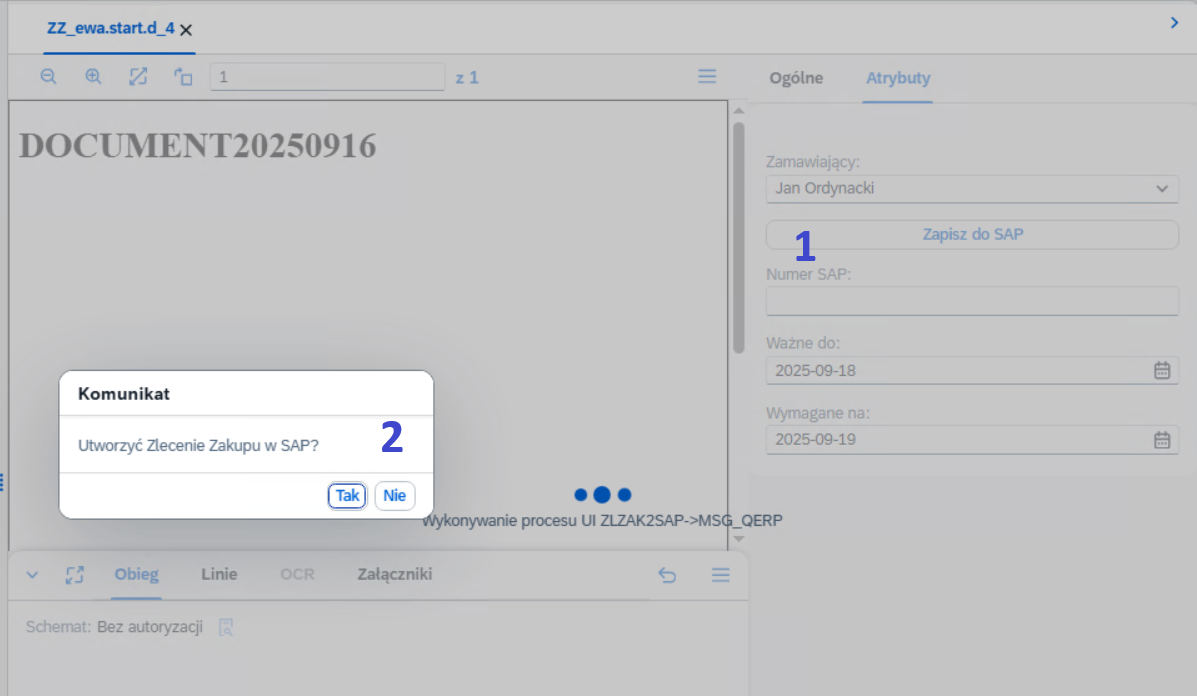 ZZ_ewa.start.d_4
1 z 1
DOCUMENT20250916
Ogólne Atrybuty
Zamawiający:
Jan Ordynacki
Zapisz do SAP
1
Numer SAP:
Ważne do:
2025-09-18
Wymagane na:
2025-09-19
Komunikat
Utworzyć Zlecenie Zakupu w SAP?
2
Tak Nie
Wykonywanie procesu UI ZLZAK2SAP->MSG_QERP
Obieg Linie OCR Załączniki
Schemat: Bez autoryzacji